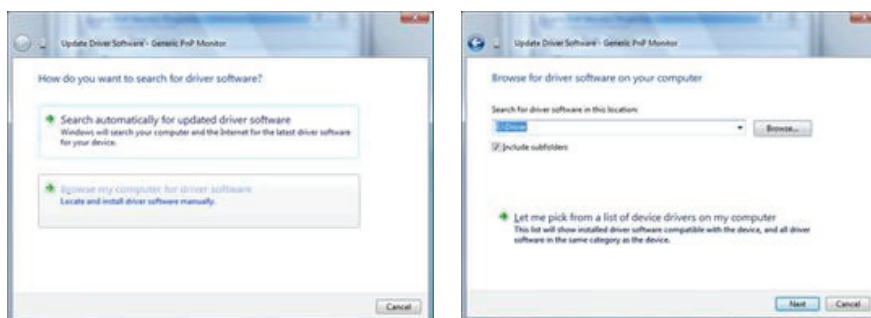 Update Driver Software - Generic PnP Monitor
How do you want to search for driver software?
Search automatically for updated driver software
Windows will search your computer and the Internet for the latest driver software
for your device.
Browse my computer for driver software
Locate and install driver software manually.
Cancel
Update Driver Software - Generic PnP Monitor
Browse for driver software on your computer
Search for driver software in this location:
Browse...
Include subfolders
Let me pick from a list of device drivers on my computer
This list will show installed driver software compatible with the device, and all driver
software in the same category as the device.
Next Cancel